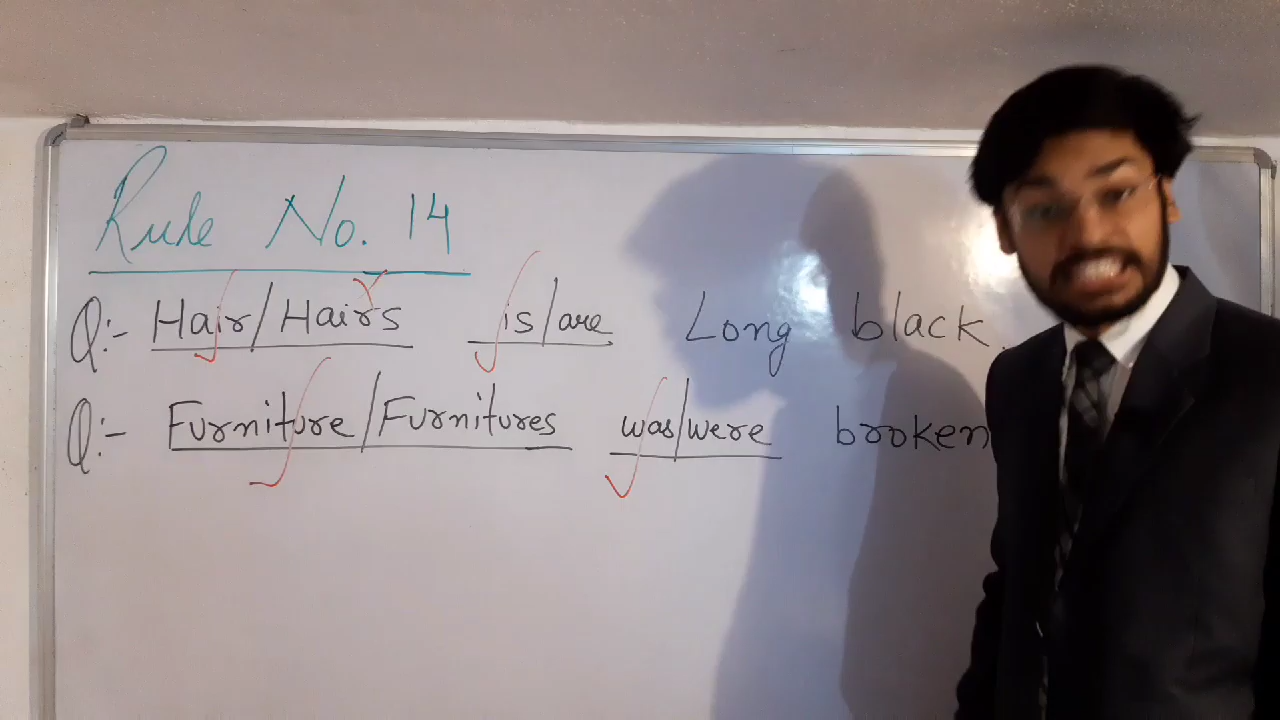 Rule No. 14
Q:- Hair/Hairs is/are Long black.
Q:- Furniture/Furnitures was/were broken